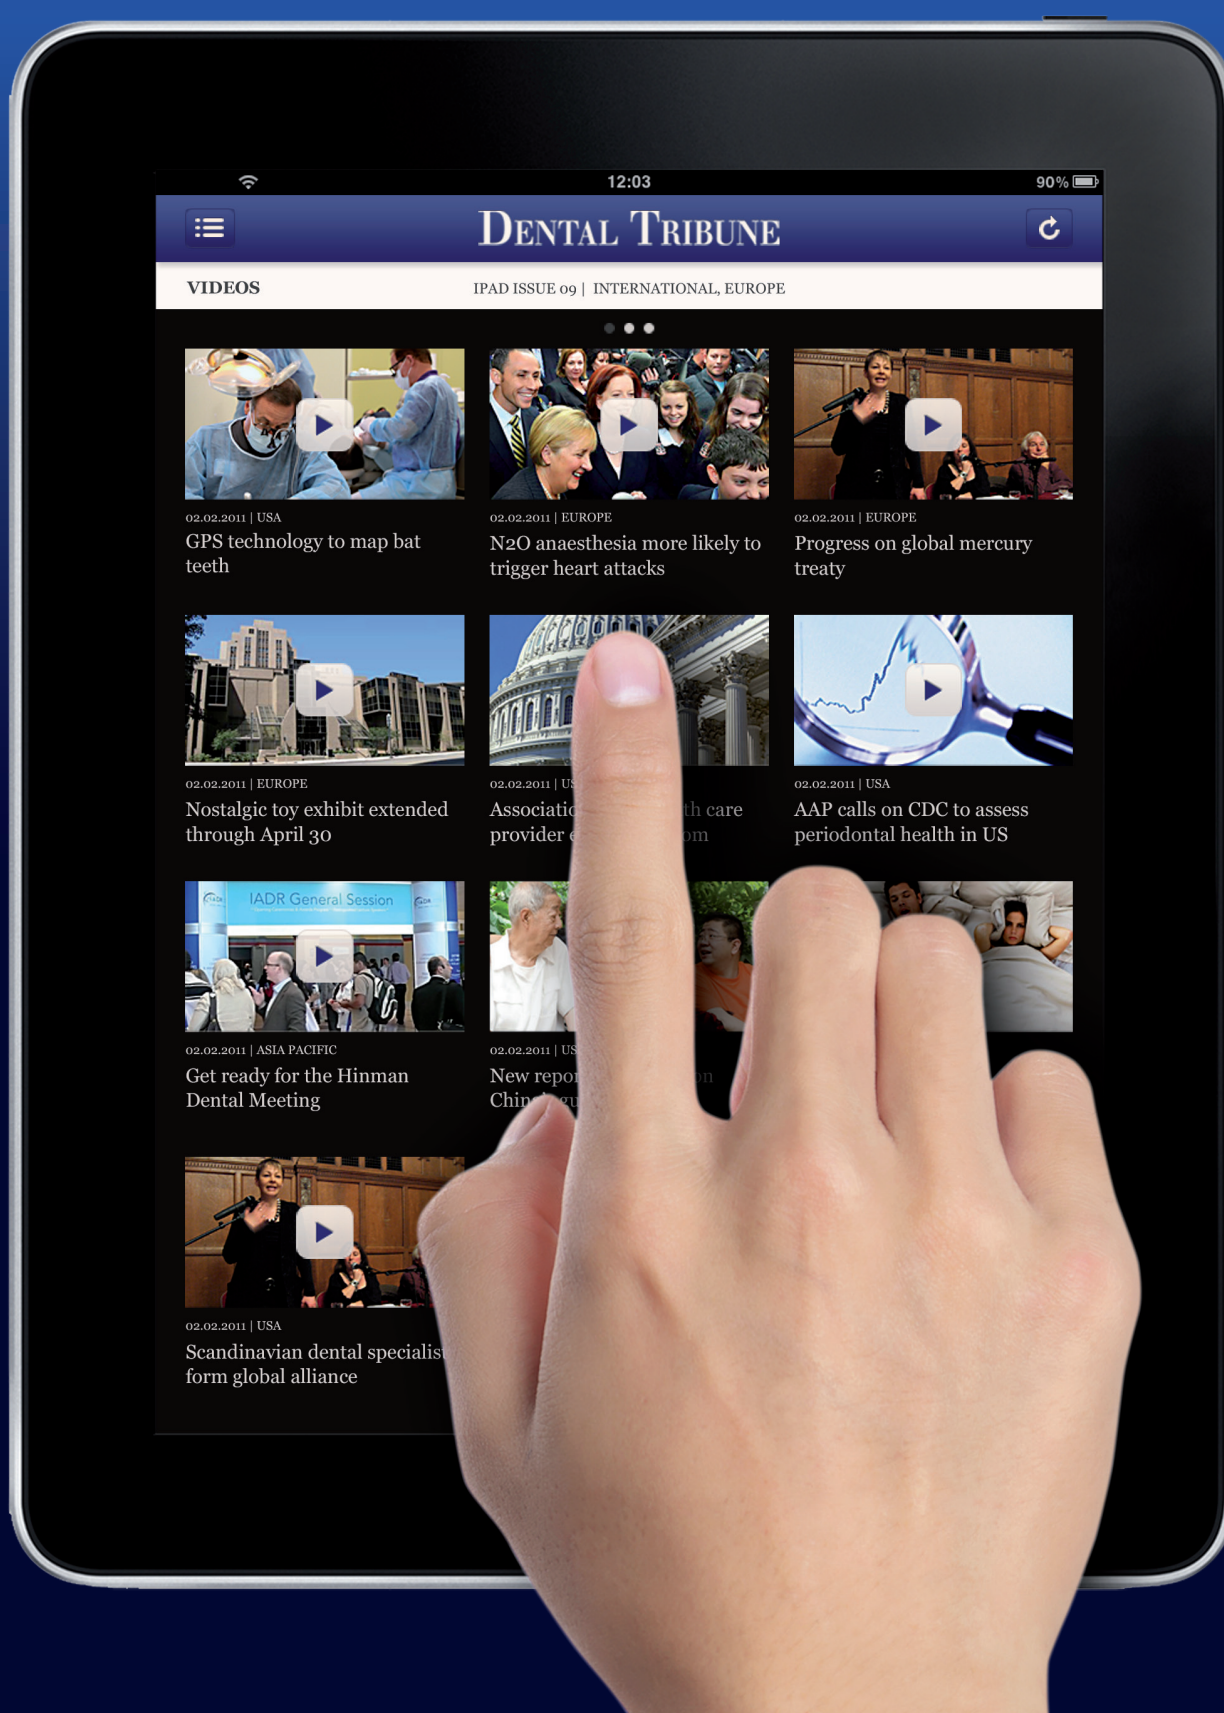 12:03
90%
DENTAL TRIBUNE
VIDEOS
IPAD ISSUE 09 | INTERNATIONAL, EUROPE
02.02.2011 | USA
GPS technology to map bat
teeth
02.02.2011 | EUROPE
N2O anaesthesia more likely to
trigger heart attacks
02.02.2011 | EUROPE
Progress on global mercury
treaty
02.02.2011 | EUROPE
Nostalgic toy exhibit extended
through April 30
02.02.2011 |
provider
care
02.02.2011 | USA
AAP calls on CDC to assess
periodontal health in US
IADR General Session
02.02.2011 | ASIA PACIFIC
Get ready for the Hinman
Dental Meeting
02.02.2011 |
New
02.02.2011 | USA
Scandinavian dental
form global alliance